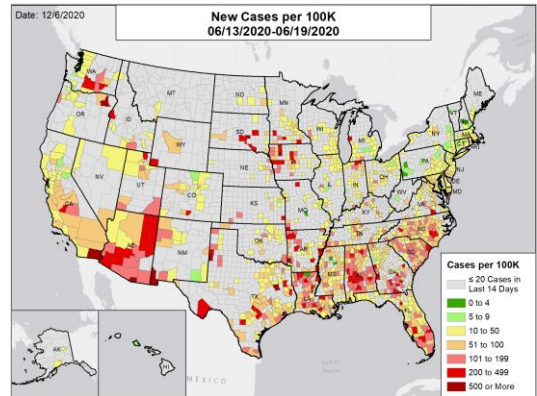 Date: 12/6/2020
New Cases per 100K
06/13/2020-06/19/2020
WA
MT
ND
MN
ME
OR
ID
SD
WI
MI
VT
NY
MA
WY
NE
PA
NJ
NV
UT
CO
IN
OH
WV
DE
MD
VA
CA
KS
MO
KY
AZ
NM
OK
AR
TN
NC
SC
TX
MS
AL
GA
LA
FL
AK
HI
MEXICO
Cases per 100K
≤ 20 Cases in
Last 14 Days
0 to 4
5 to 9
10 to 50
51 to 100
101 to 199
200 to 499
500 or More